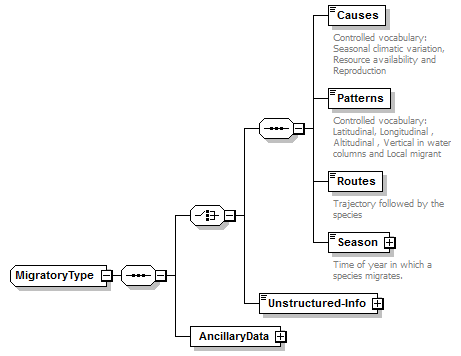 Causes
Controlled vocabulary:
Seasonal climatic variation,
Resource availability and
Reproduction
Patterns
Controlled vocabulary:
Latitudinal, Longitudinal ,
Altitudinal , Vertical in water
columns and Local migrant
Routes
Trajectory followed by the
species
Season
Time of year in which a
species migrates.
MigratoryType
Unstructured-Info
AncillaryData